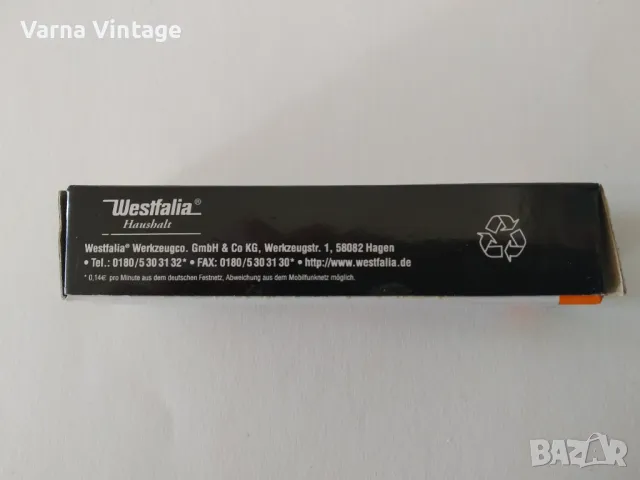 Varna Vintage
Westfalia®
Haushalt
Westfalia® Werkzeugco. GmbH & Co KG, Werkzeugstr. 1, 58082 Hagen
• Tel.: 0180/5 30 31 32* • FAX: 0180/5 30 31 30* • http://www.westfalia.de
* 0,14€ pro Minute aus dem deutschen Festnetz, Abweichung aus dem Mobilfunknetz möglich.
BAZAR